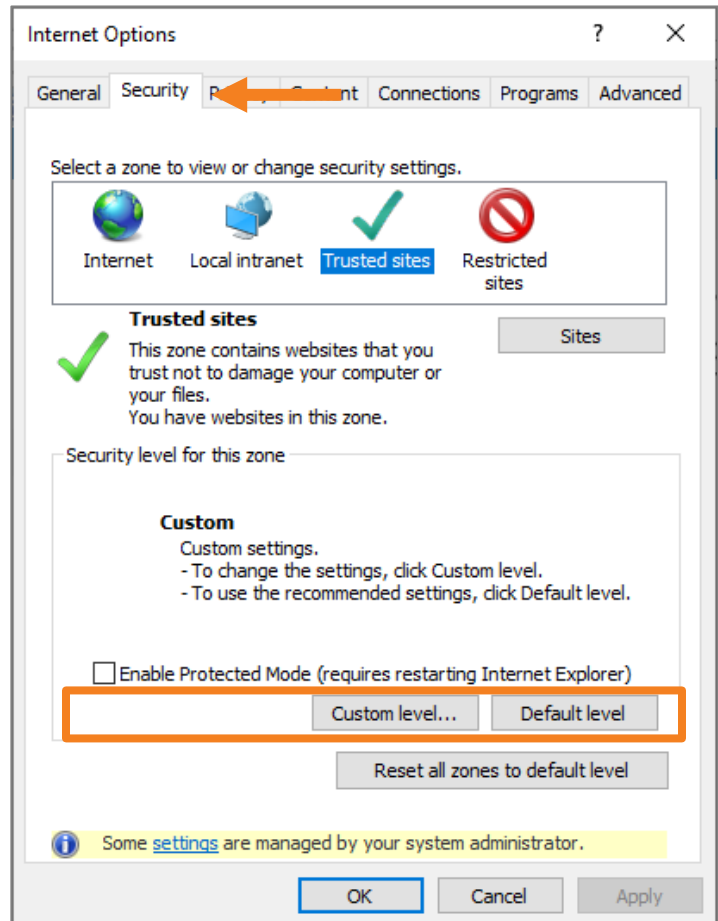 Internet Options ?
General Security Connections Programs Advanced
Select a zone to view or change security settings.
Internet Local intranet Trusted sites Restricted sites
Trusted sites
Sites
This zone contains websites that you
trust not to damage your computer or
your files.
You have websites in this zone.
Security level for this zone
Custom
Custom settings.
- To change the settings, click Custom level.
- To use the recommended settings, click Default level.
Enable Protected Mode (requires restarting Internet Explorer)
Custom level... Default level
Reset all zones to default level
Some settings are managed by your system administrator.
OK Cancel Apply